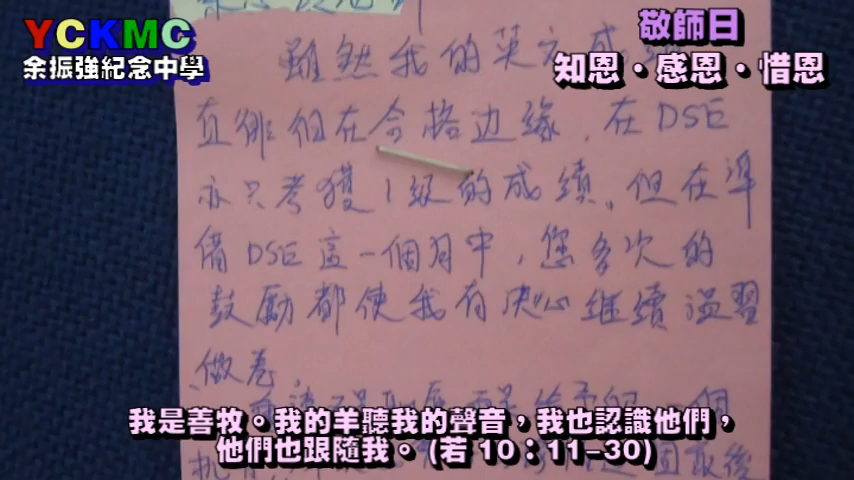 YCKMC
余振強紀念中學
敬師日
知恩·感恩·惜恩
雖然我的英文成
直徘徊在合格边缘,在DSE
亦只考獲1級的成績,但在準
備DSE這一個月中,您多次的
鼓勵都使我有決心继續溫習
做卷,
我是善牧。我的羊聽我的聲音,我也認識他們,
他們也跟隨我。(若 10:11-30)